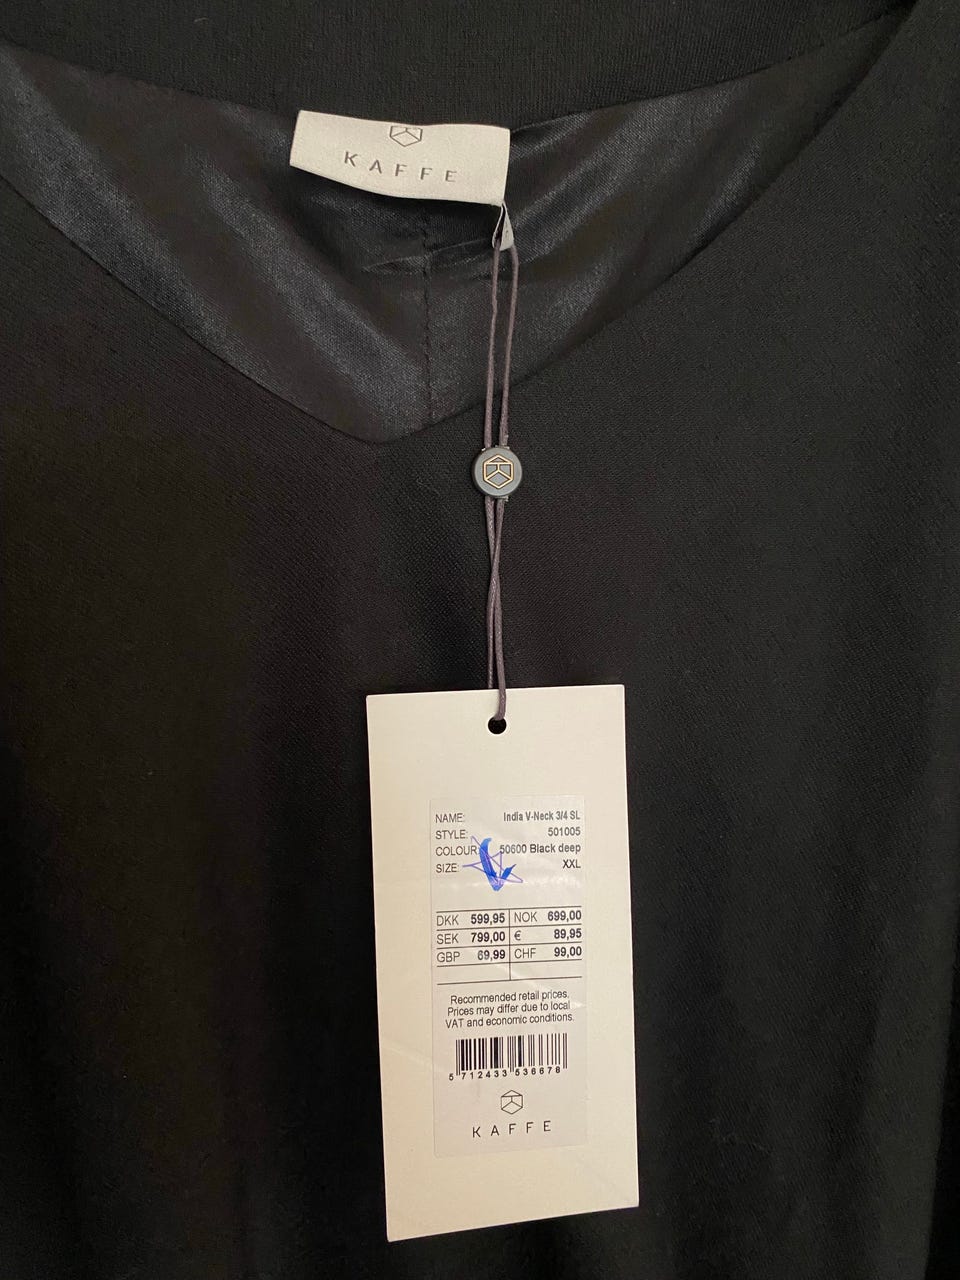 KAFFE
NAME: India V-Neck 3/4 SL
STYLE: 501005
COLOUR: 50600 Black deep
SIZE: XXL
DKK 599,95 NOK 699,00
SEK 799,00 € 89,95
GBP 69,99 CHF 99,00
Recommended retail prices.
Prices may differ due to local
VAT and economic conditions.
5 712433 536678
KAFFE